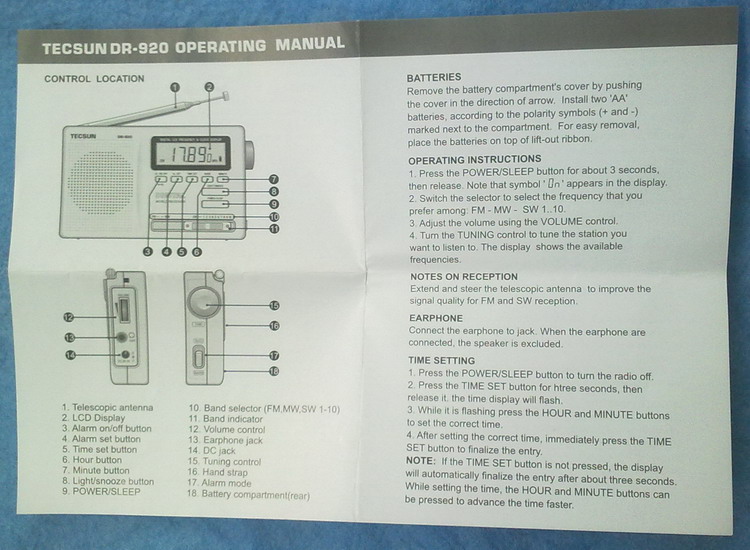 TECSUN DR-920 OPERATING MANUAL
CONTROL LOCATION
1
2
TECSUN
DR-920
17.89
3
4
5
6
7
8
9
10
11
12
13
14
15
16
17
18
1. Telescopic antenna
2. LCD Display
3. Alarm on/off button
4. Alarm set button
5. Time set button
6. Hour button
7. Minute button
8. Light/snooze button
9. POWER/SLEEP
10. Band selector (FM,MW,SW 1-10)
11. Band indicator
12. Volume control
13. Earphone jack
14. DC jack
15. Tuning control
16. Hand strap
17. Alarm mode
18. Battery compartment(rear)
BATTERIES
Remove the battery compartment's cover by pushing
the cover in the direction of arrow. Install two 'AA'
batteries, according to the polarity symbols (+ and -)
marked next to the compartment. For easy removal,
place the batteries on top of lift-out ribbon.
OPERATING INSTRUCTIONS
1. Press the POWER/SLEEP button for about 3 seconds,
then release. Note that symbol ' On ' appears in the display.
2. Switch the selector to select the frequency that you
prefer among: FM - MW - SW 1..10.
3. Adjust the volume using the VOLUME control.
4. Turn the TUNING control to tune the station you
want to listen to. The display shows the available
frequencies.
NOTES ON RECEPTION
Extend and steer the telescopic antenna to improve the
signal quality for FM and SW reception.
EARPHONE
Connect the earphone to jack. When the earphone are
connected, the speaker is excluded.
TIME SETTING
1. Press the POWER/SLEEP button to turn the radio off.
2. Press the TIME SET button for htree seconds, then
release it. the time display will flash.
3. While it is flashing press the HOUR and MINUTE buttons
to set the correct time.
4. After setting the correct time, immediately press the TIME
SET button to finalize the entry.
NOTE: If the TIME SET button is not pressed, the display
will automatically finalize the entry after about three seconds.
While setting the time, the HOUR and MINUTE buttons can
be pressed to advance the time faster.